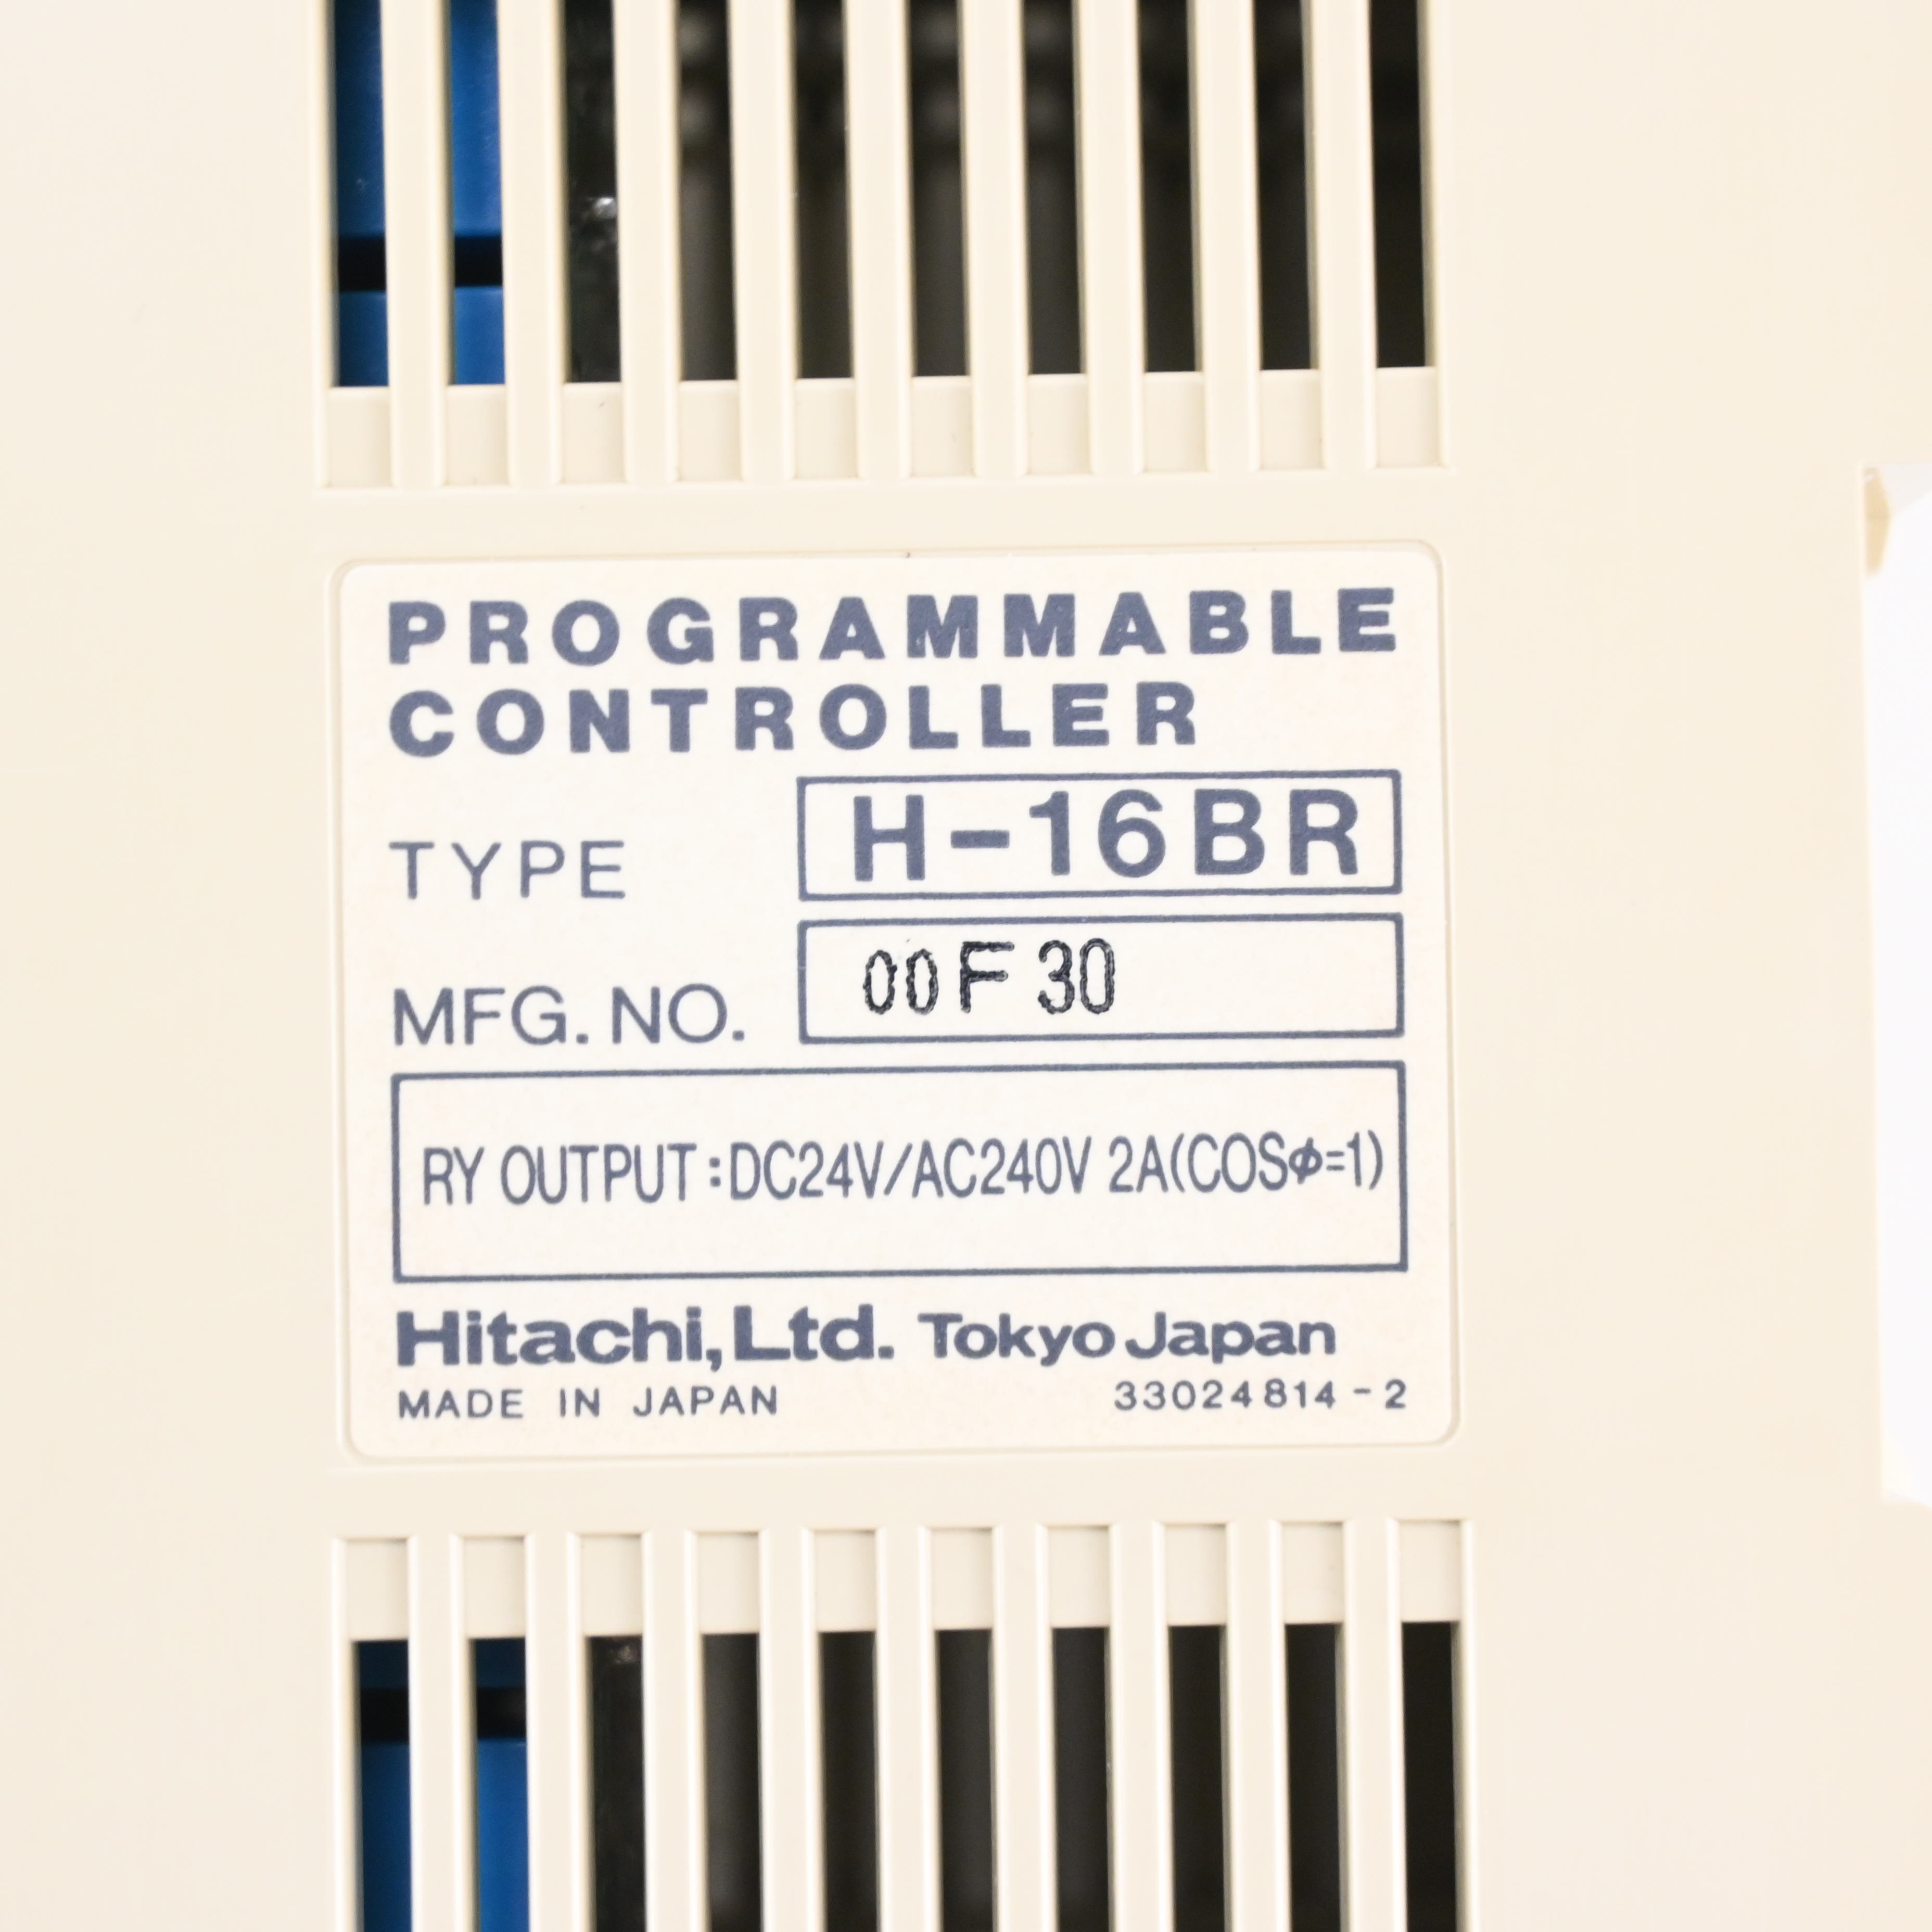 PROGRAMMABLE
CONTROLLER
TYPE H-16BR
MFG. NO. 00F30
RY OUTPUT:DC24V/AC240V 2A(COSϕ=1)
Hitachi, Ltd. Tokyo Japan
MADE IN JAPAN 33024814-2